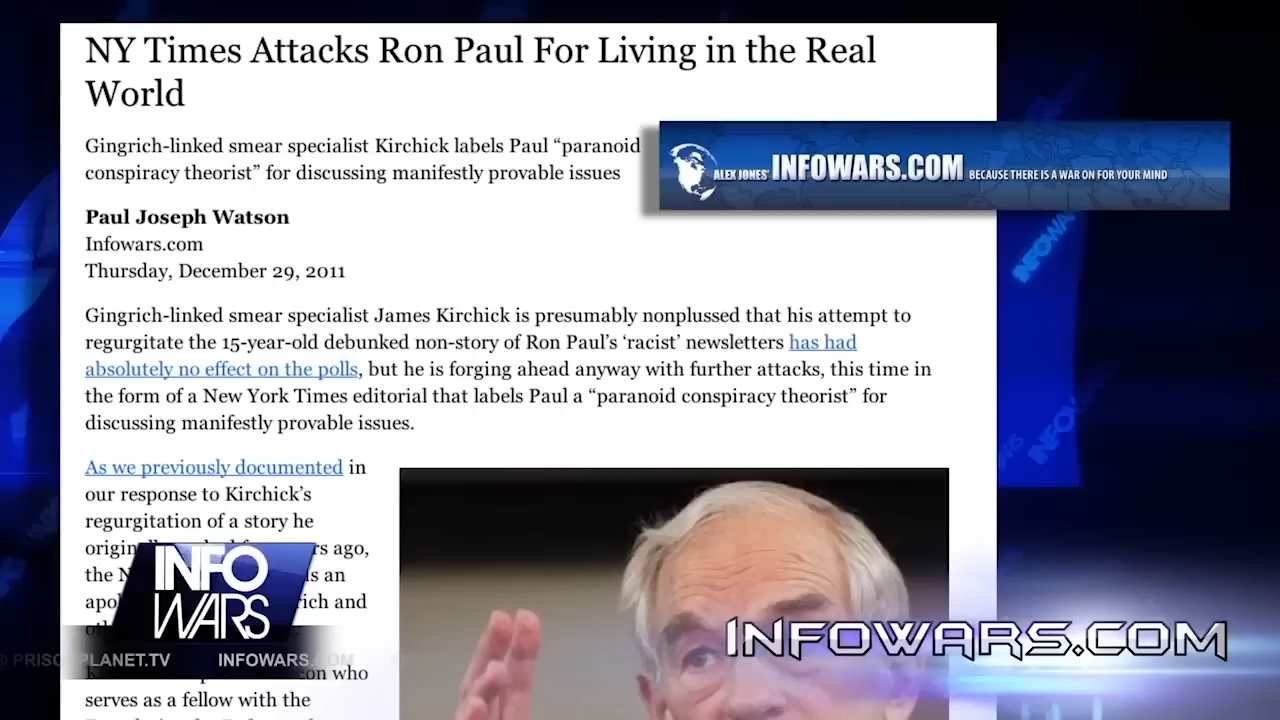 NY Times Attacks Ron Paul For Living in the Real
World
Gingrich-linked smear specialist Kirchick labels Paul “paranoid
conspiracy theorist” for discussing manifestly provable issues
ALEX JONES' INFOWARS.COM BECAUSE THERE IS A WAR ON FOR YOUR MIND
Paul Joseph Watson
Infowars.com
Thursday, December 29, 2011
INFOWA
Gingrich-linked smear specialist James Kirchick is presumably nonplussed that his attempt to
regurgitate the 15-year-old debunked non-story of Ron Paul’s ‘racist’ newsletters has had
absolutely no effect on the polls, but he is forging ahead anyway with further attacks, this time in
the form of a New York Times editorial that labels Paul a “paranoid conspiracy theorist” for
discussing manifestly provable issues.
As we previously documented in
our response to Kirchick’s
regurgitation of a story he
ago,
the an
and
INFO
WARS
INFOWARS.COM
PLANET.TV INFOWARS.COM
who
serves as a fellow with the